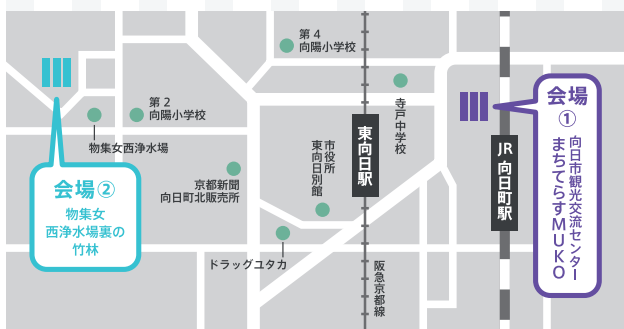 第4
向陽小学校
第2
向陽小学校
物集女西浄水場
会場②
物集女
西浄水場裏の
竹林
京都新聞
向日町北販売所
市役所
東向日別館
ドラッグユタカ
東向日駅
阪急京都線
寺戸中学校
JR向日町駅
会場
①
向日市観光交流センター
まちてらすMUKO